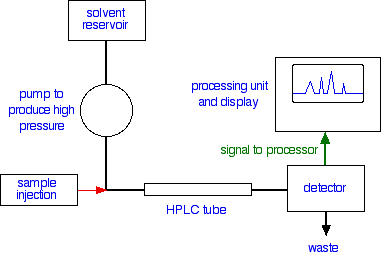 solvent
reservoir
pump to
produce high
pressure
processing unit
and display
signal to processor
sample
injection
HPLC tube
detector
waste